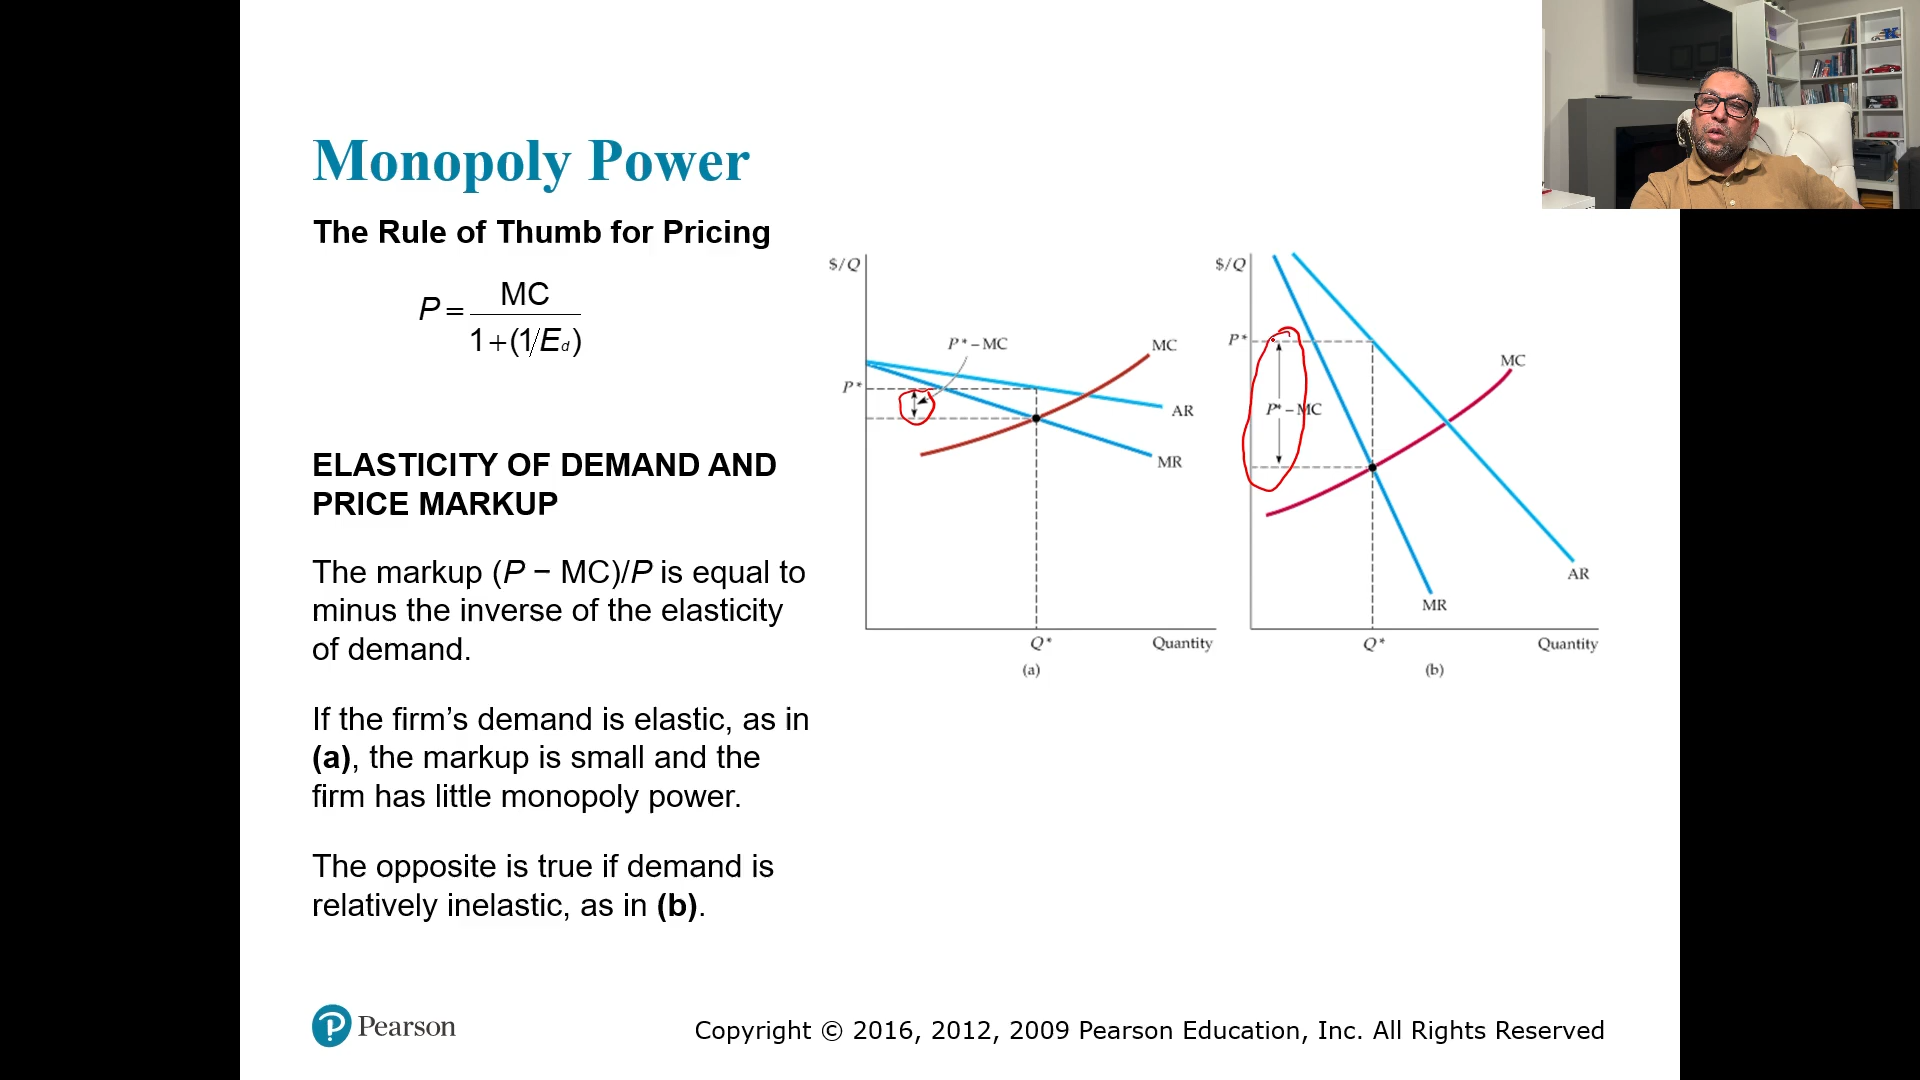 Monopoly Power
The Rule of Thumb for Pricing
P = MC
1+(1/Ed)
ELASTICITY OF DEMAND AND
PRICE MARKUP
The markup (P − MC)/P is equal to
minus the inverse of the elasticity
of demand.
If the firm’s demand is elastic, as in
(a), the markup is small and the
firm has little monopoly power.
The opposite is true if demand is
relatively inelastic, as in (b).
$/Q
P* – MC
MC
P*
AR
MR
Q*
Quantity
(a)
$/Q
P*
MC
P* – MC
AR
MR
Q*
Quantity
(b)
Pearson
Copyright © 2016, 2012, 2009 Pearson Education, Inc. All Rights Reserved